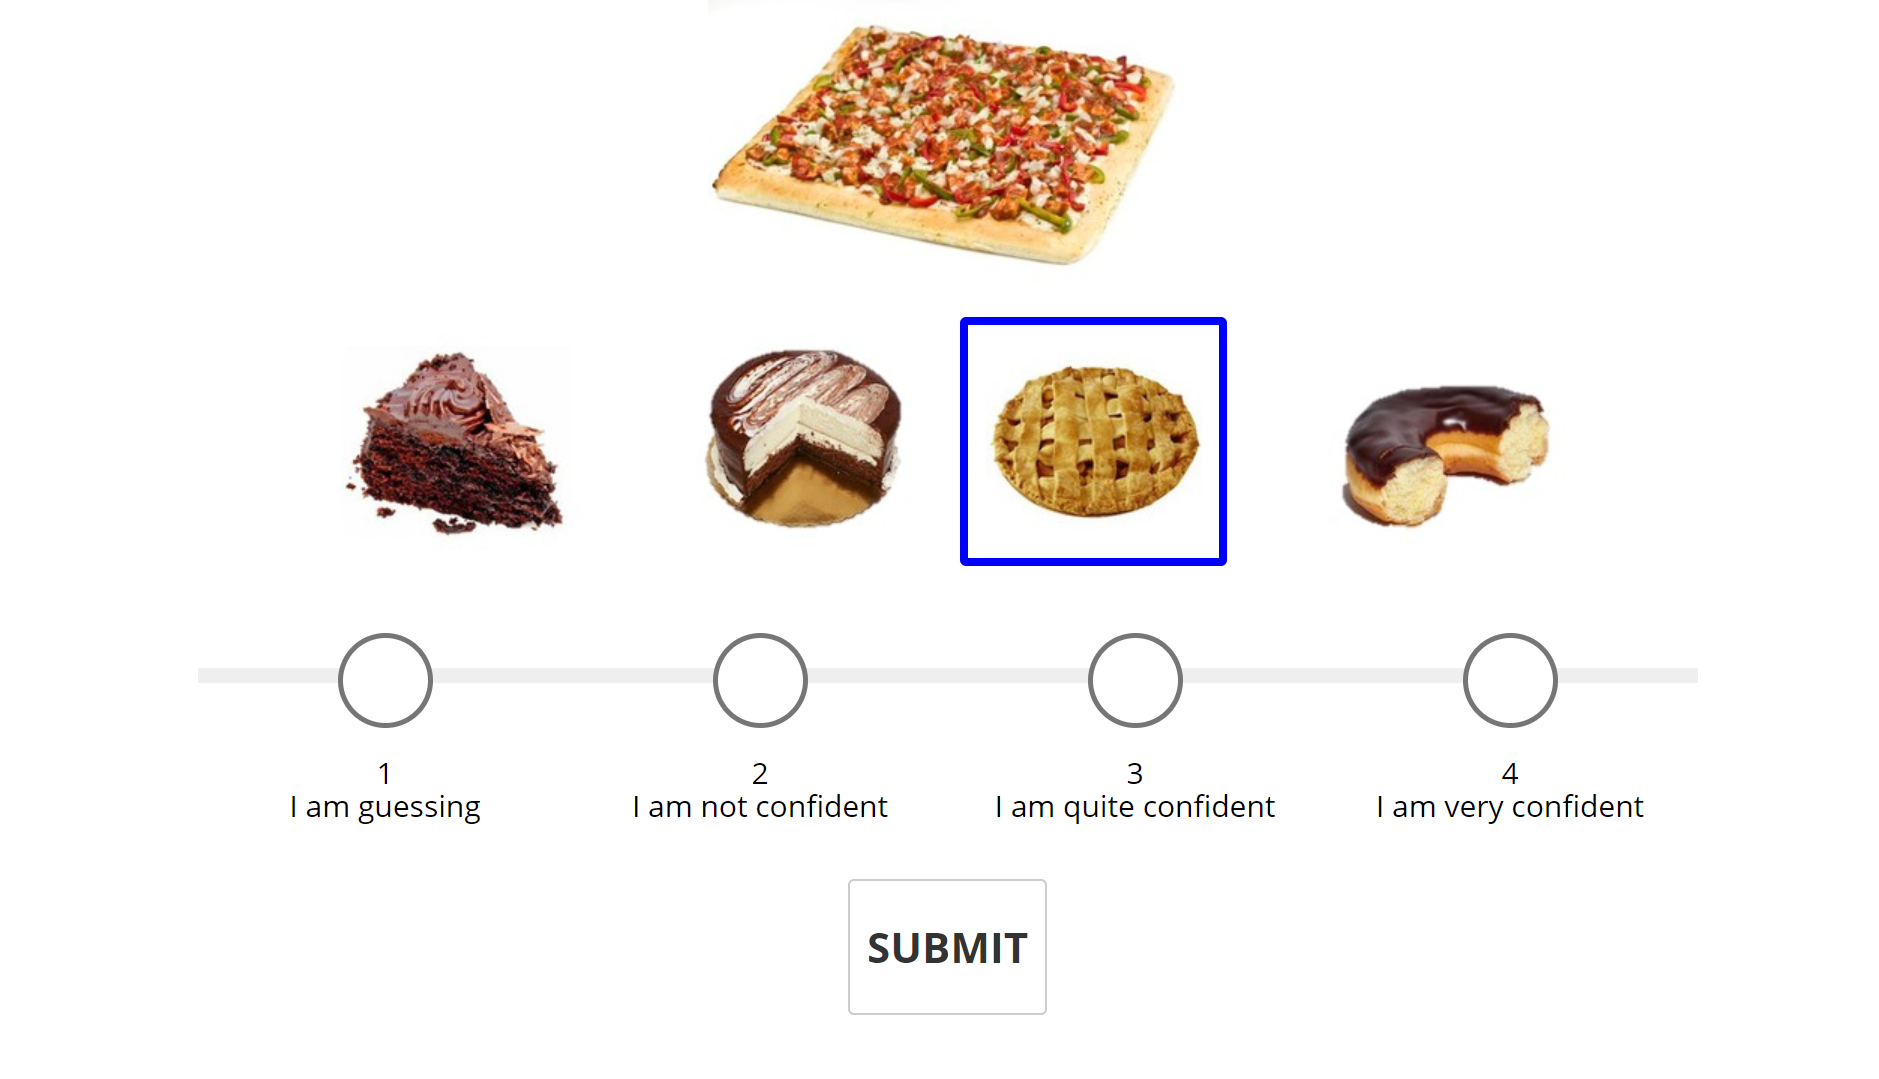 1
I am guessing
2
I am not confident
3
I am quite confident
4
I am very confident
SUBMIT